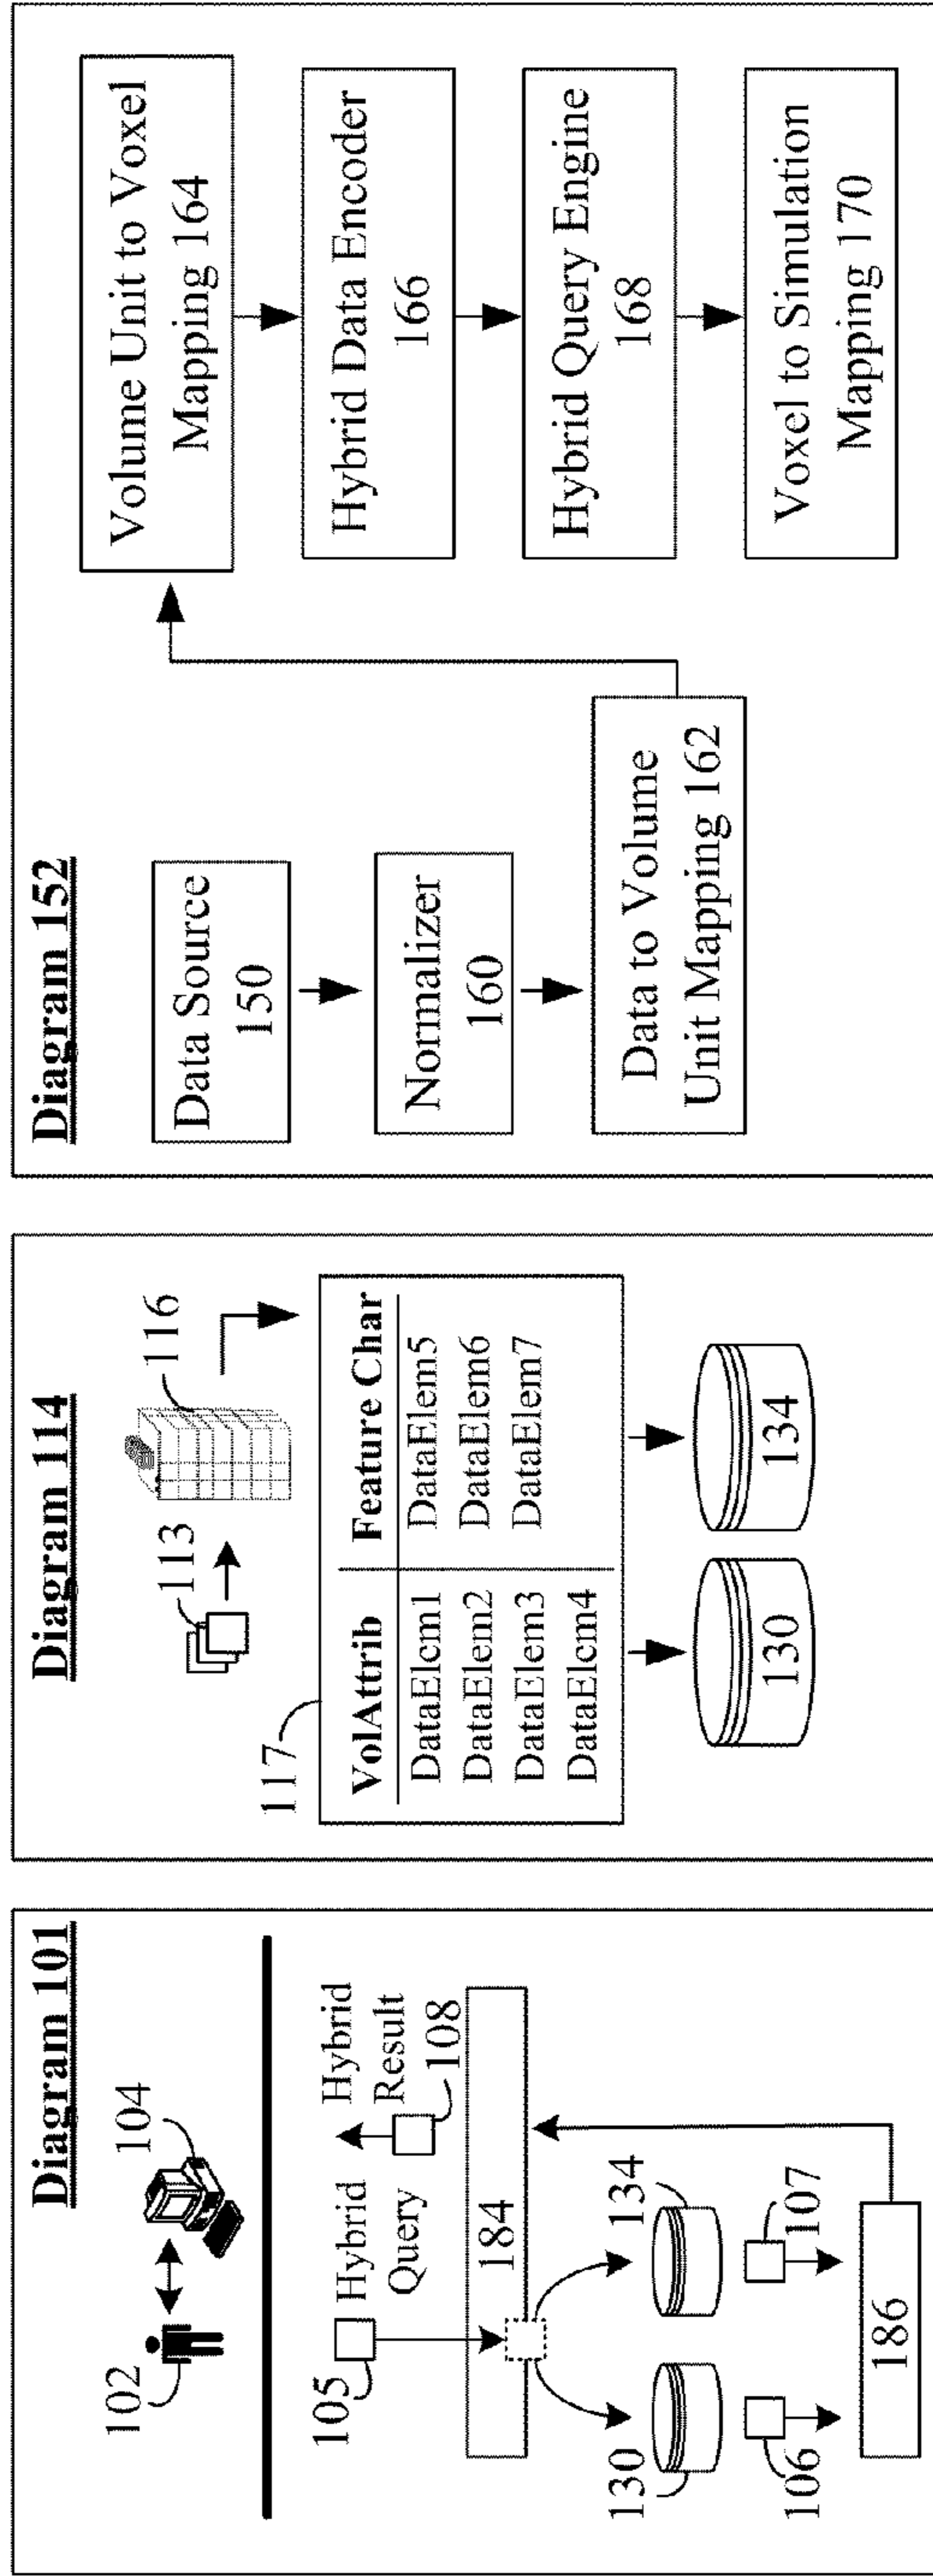 Diagram 101
102
104
105
Hybrid
Query
Hybrid
Result
108
184
130
134
106
107
186
Diagram 114
113
116
117
VolAttrib Feature Char
DataElem1 DataElem5
DataElem2 DataElem6
DataElem3 DataElem7
DataElem4
130
134
Diagram 152
Data Source
150
Normalizer
160
Data to Volume
Unit Mapping 162
Volume Unit to Voxel
Mapping 164
Hybrid Data Encoder
166
Hybrid Query Engine
168
Voxel to Simulation
Mapping 170